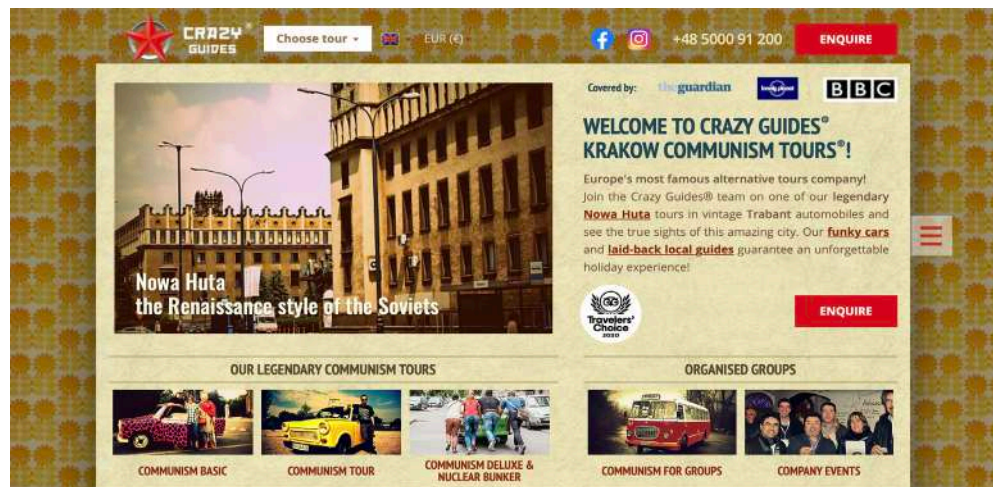 CRAZY®
GUIDES
Choose tour
EUR (€)
+48 5000 91 200
ENQUIRE
Covered by:
theguardian
lonely planet
BBC
WELCOME TO CRAZY GUIDES®
KRAKOW COMMUNISM TOURS®!
Europe's most famous alternative tours company!
Join the Crazy Guides® team on one of our legendary
Nowa Huta tours in vintage Trabant automobiles and
see the true sights of this amazing city. Our funky cars
and laid-back local guides guarantee an unforgettable
holiday experience!
Nowa Huta
the Renaissance style of the Soviets
Travelers'
Choice
2020
ENQUIRE
OUR LEGENDARY COMMUNISM TOURS
ORGANISED GROUPS
COMMUNISM BASIC
COMMUNISM TOUR
COMMUNISM DELUXE &
NUCLEAR BUNKER
COMMUNISM FOR GROUPS
COMPANY EVENTS